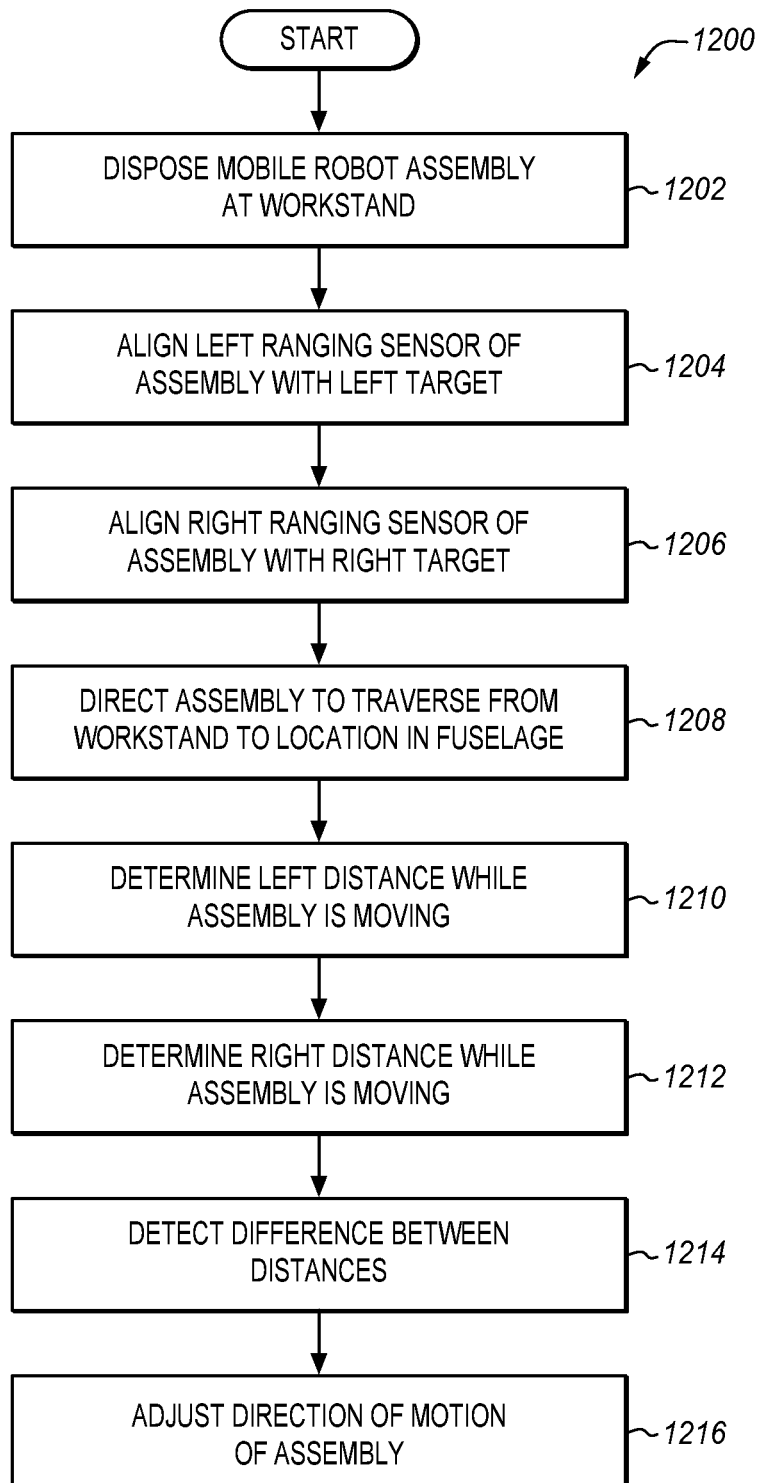 START
1200
DISPOSE MOBILE ROBOT ASSEMBLY
AT WORKSTAND
1202
ALIGN LEFT RANGING SENSOR OF
ASSEMBLY WITH LEFT TARGET
1204
ALIGN RIGHT RANGING SENSOR OF
ASSEMBLY WITH RIGHT TARGET
1206
DIRECT ASSEMBLY TO TRAVERSE FROM
WORKSTAND TO LOCATION IN FUSELAGE
1208
DETERMINE LEFT DISTANCE WHILE
ASSEMBLY IS MOVING
1210
DETERMINE RIGHT DISTANCE WHILE
ASSEMBLY IS MOVING
1212
DETECT DIFFERENCE BETWEEN
DISTANCES
1214
ADJUST DIRECTION OF MOTION
OF ASSEMBLY
1216